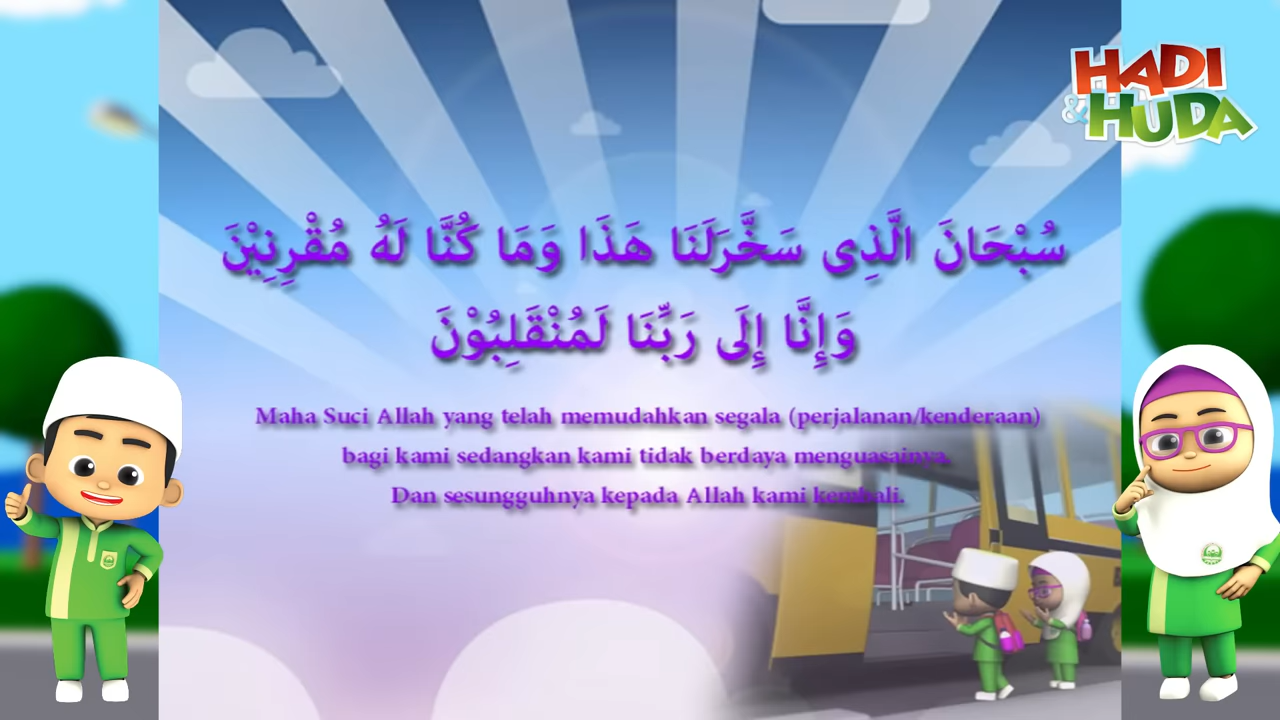 HADI
& HUDA
سُبْحَانَ الَّذِى سَخَّرَلَنَا هَذَا وَمَا كُنَّا لَهُ مُقْرِنِيْنَ
وَإِنَّا إِلَى رَبِّنَا لَمُنْقَلِبُوْنَ
Maha Suci Allah yang telah memudahkan segala (perjalanan/kenderaan)
bagi kami sedangkan kami tidak berdaya menguasainya.
Dan sesungguhnya kepada Allah kami kembali.